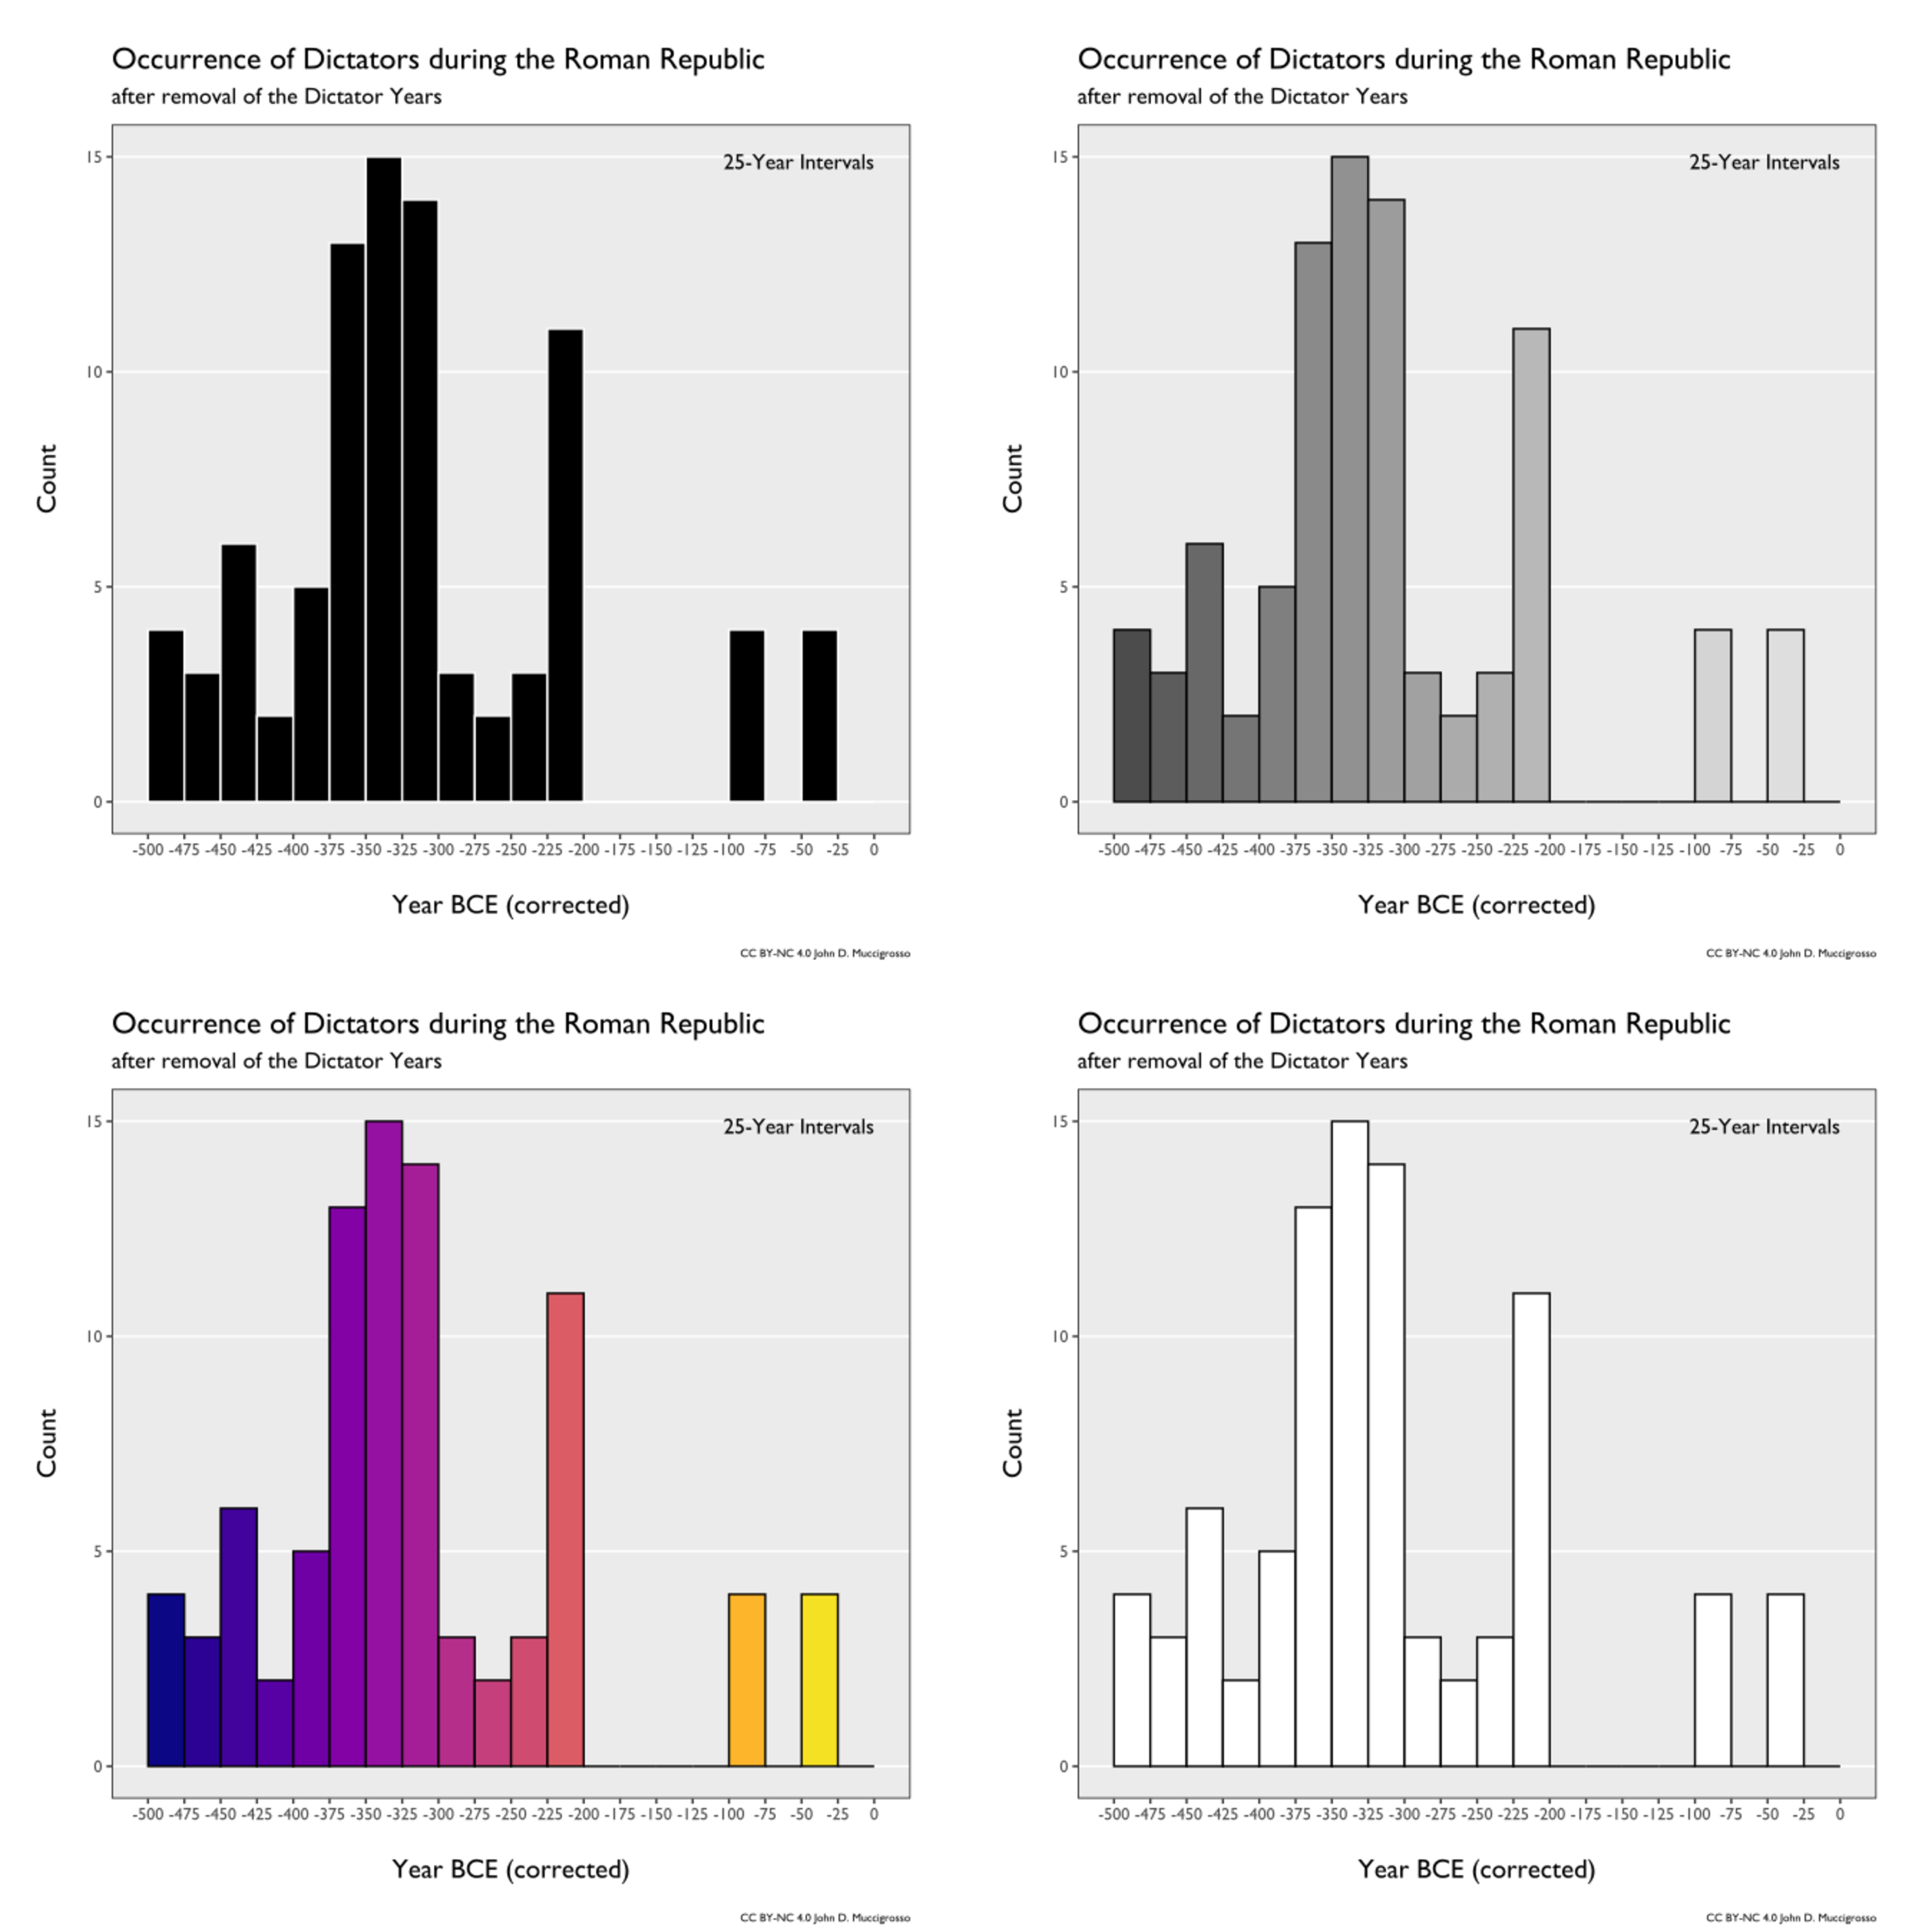 Occurrence of Dictators during the Roman Republic
after removal of the Dictator Years
25-Year Intervals
15
10
5
0
Count
-500 -475 -450 -425 -400 -375 -350 -325 -300 -275 -250 -225 -200 -175 -150 -125 -100 -75 -50 -25 0
Year BCE (corrected)
CC BY-NC 4.0 John D. Muccigrosso
Occurrence of Dictators during the Roman Republic
after removal of the Dictator Years
25-Year Intervals
15
10
5
0
Count
-500 -475 -450 -425 -400 -375 -350 -325 -300 -275 -250 -225 -200 -175 -150 -125 -100 -75 -50 -25 0
Year BCE (corrected)
CC BY-NC 4.0 John D. Muccigrosso
Occurrence of Dictators during the Roman Republic
after removal of the Dictator Years
25-Year Intervals
15
10
5
0
Count
-500 -475 -450 -425 -400 -375 -350 -325 -300 -275 -250 -225 -200 -175 -150 -125 -100 -75 -50 -25 0
Year BCE (corrected)
CC BY-NC 4.0 John D. Muccigrosso
Occurrence of Dictators during the Roman Republic
after removal of the Dictator Years
25-Year Intervals
15
10
5
0
Count
-500 -475 -450 -425 -400 -375 -350 -325 -300 -275 -250 -225 -200 -175 -150 -125 -100 -75 -50 -25 0
Year BCE (corrected)
CC BY-NC 4.0 John D. Muccigrosso